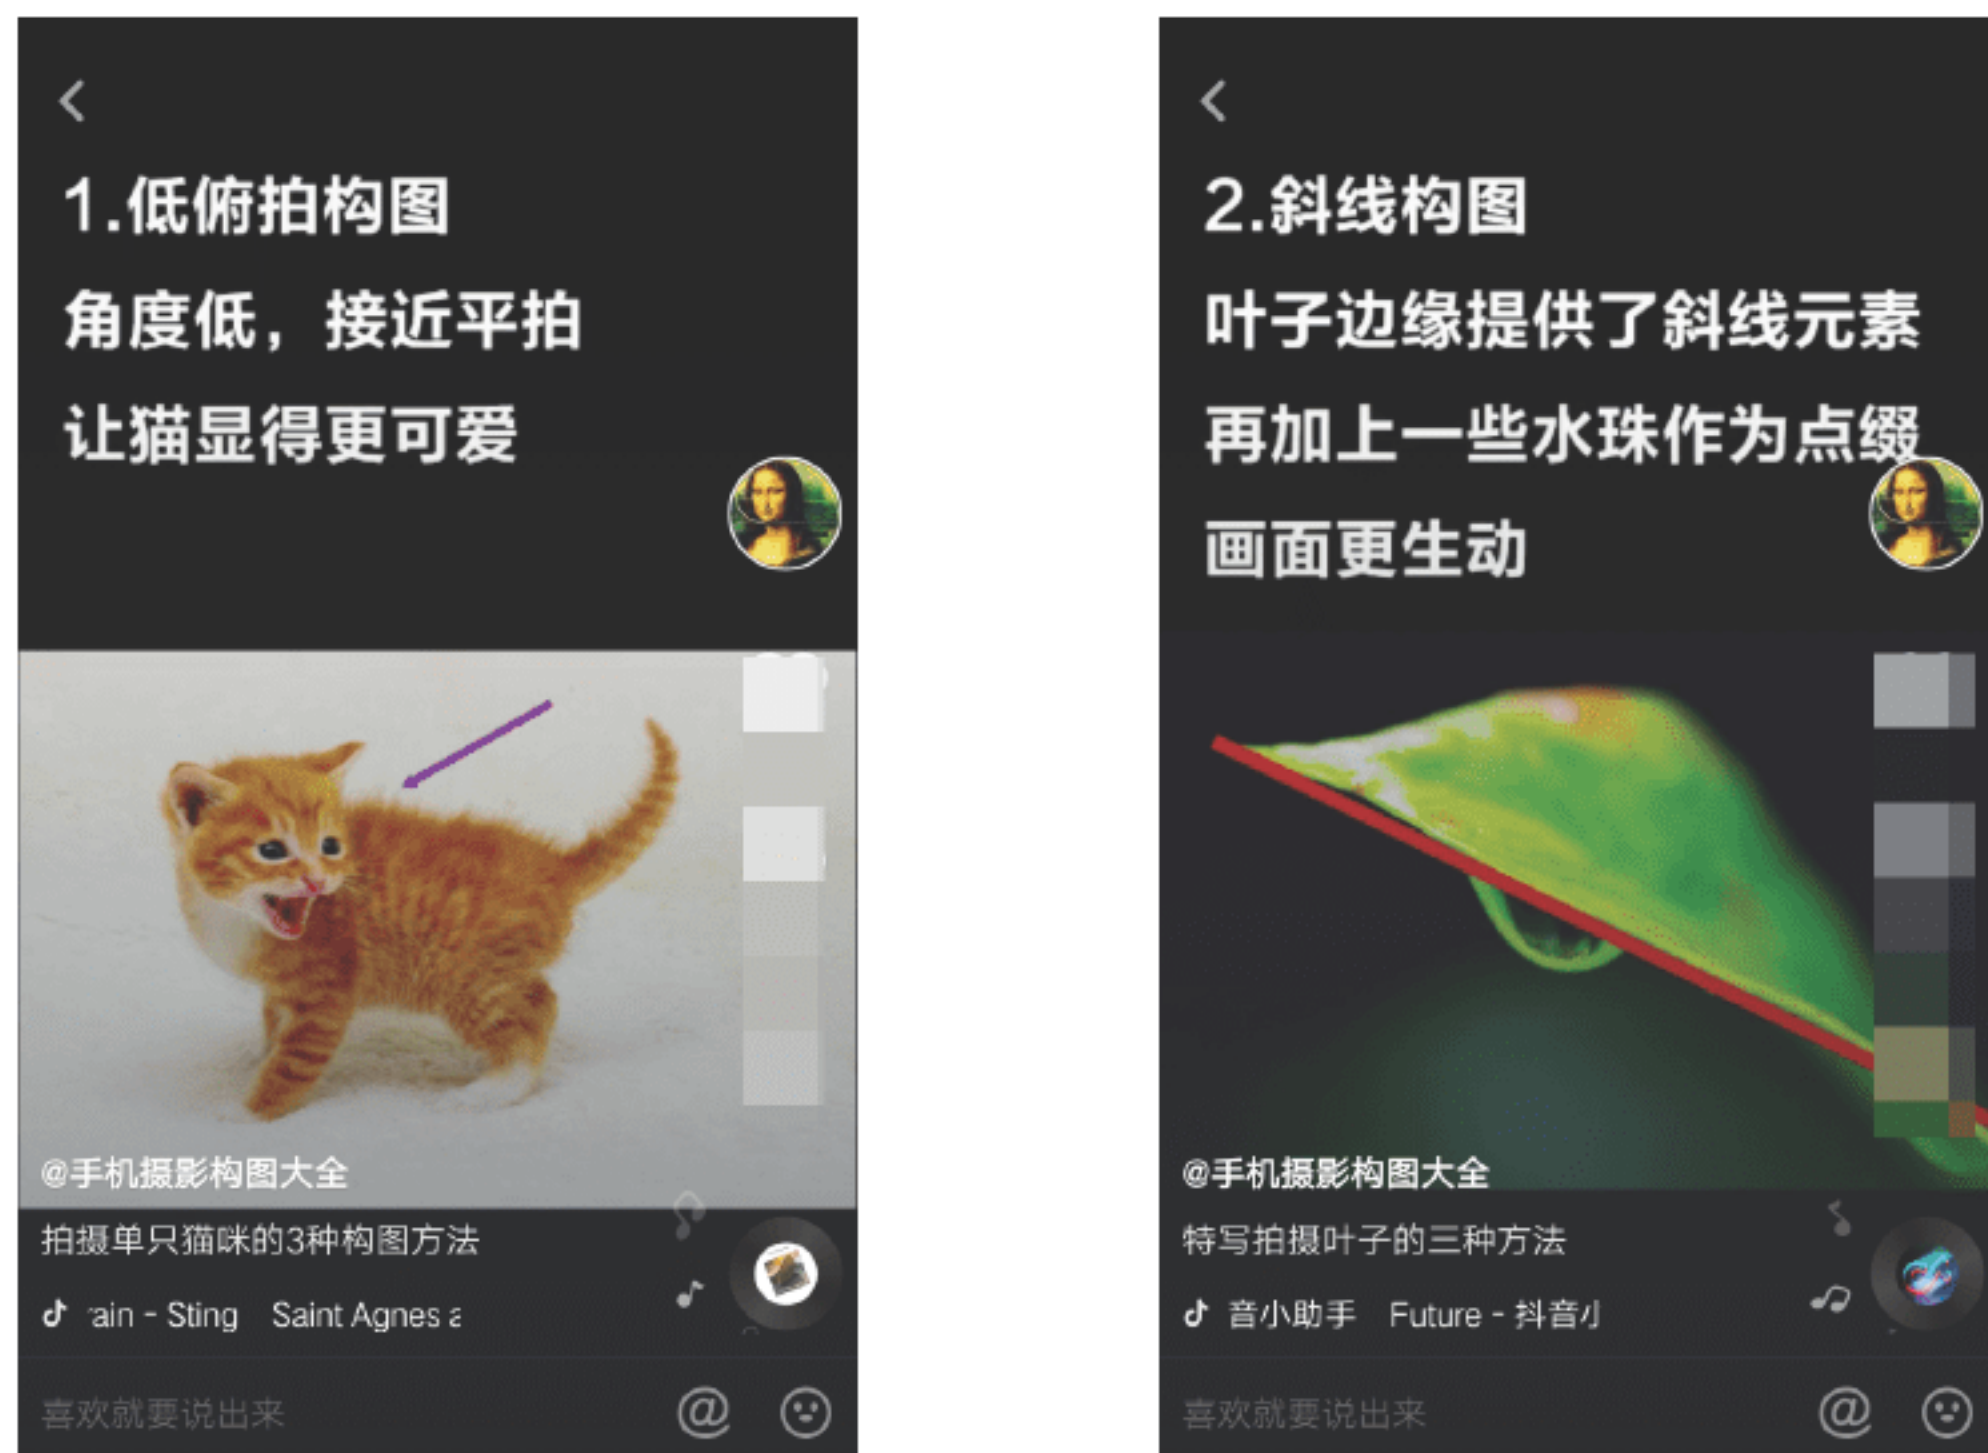 1.低俯拍构图
角度低，接近平拍
让猫显得更可爱
@手机摄影构图大全
拍摄单只猫咪的3种构图方法
ain - Sting Saint Agnes a
喜欢就要说出来
2.斜线构图
叶子边缘提供了斜线元素
再加上一些水珠作为点缀
画面更生动
@手机摄影构图大全
特写拍摄叶子的三种方法
音小助手 Future - 抖音小
喜欢就要说出来